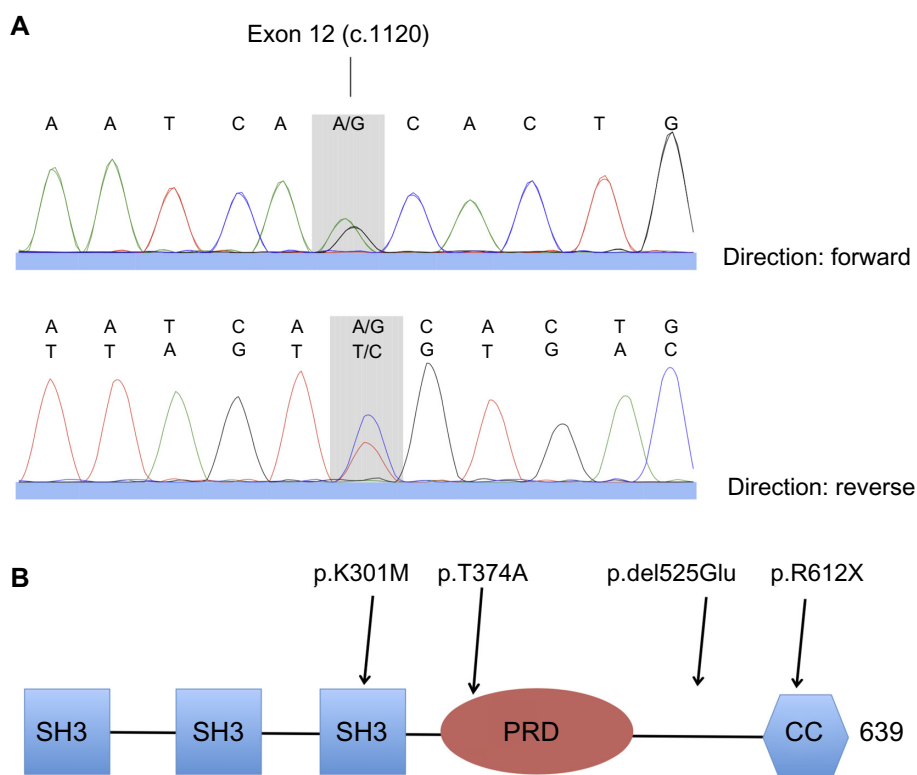 A
Exon 12 (c.1120)
A A T C A A/G C A C T G
Direction: forward
A A T C A A/G C A C T G
T T A G T T/C G T G A C
Direction: reverse
B
p.K301M p.T374A p.del525Glu p.R612X
SH3 SH3 SH3 PRD CC 639